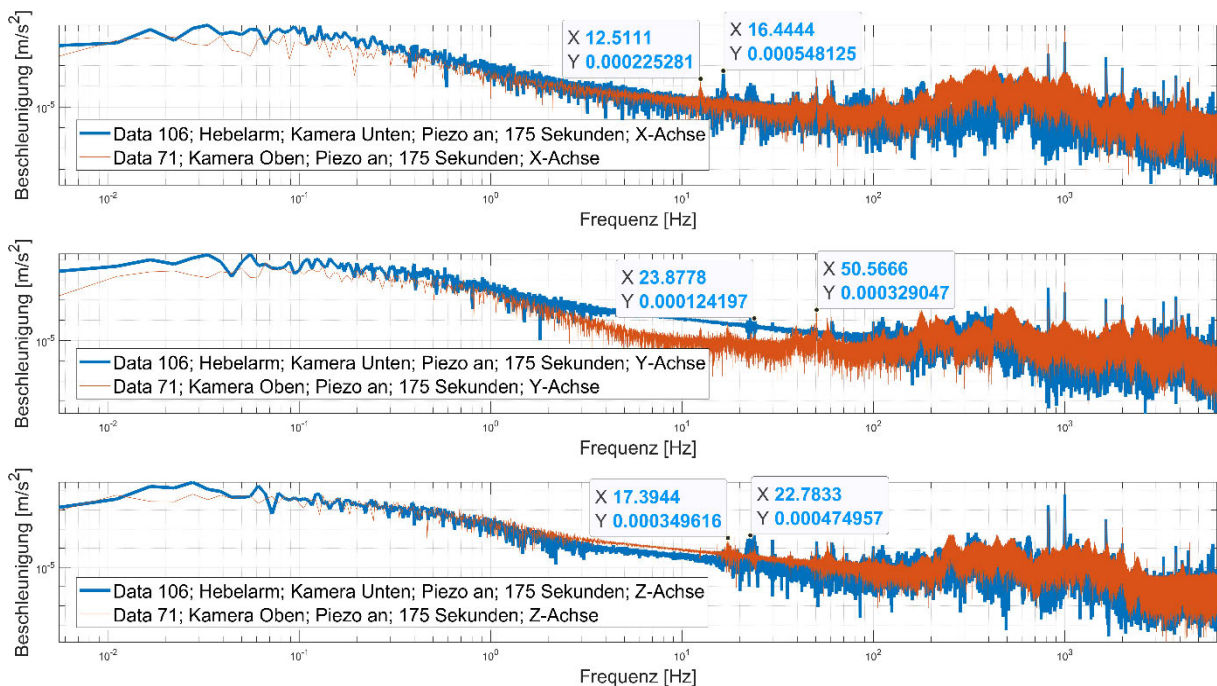 Beschleunigung [m/s²]
X 12.5111
Y 0.000225281
X 16.4444
Y 0.000548125
10⁻⁵
Data 106; Hebelarm; Kamera Unten; Piezo an; 175 Sekunden; X-Achse
Data 71; Kamera Oben; Piezo an; 175 Sekunden; X-Achse
10⁻² 10⁻¹ 10⁰ 10¹ 10² 10³
Frequenz [Hz]
Beschleunigung [m/s²]
X 23.8778
Y 0.000124197
X 50.5666
Y 0.000329047
10⁻⁵
Data 106; Hebelarm; Kamera Unten; Piezo an; 175 Sekunden; Y-Achse
Data 71; Kamera Oben; Piezo an; 175 Sekunden; Y-Achse
10⁻² 10⁻¹ 10⁰ 10¹ 10² 10³
Frequenz [Hz]
Beschleunigung [m/s²]
X 17.3944
Y 0.000349616
X 22.7833
Y 0.000474957
10⁻⁵
Data 106; Hebelarm; Kamera Unten; Piezo an; 175 Sekunden; Z-Achse
Data 71; Kamera Oben; Piezo an; 175 Sekunden; Z-Achse
10⁻² 10⁻¹ 10⁰ 10¹ 10² 10³
Frequenz [Hz]